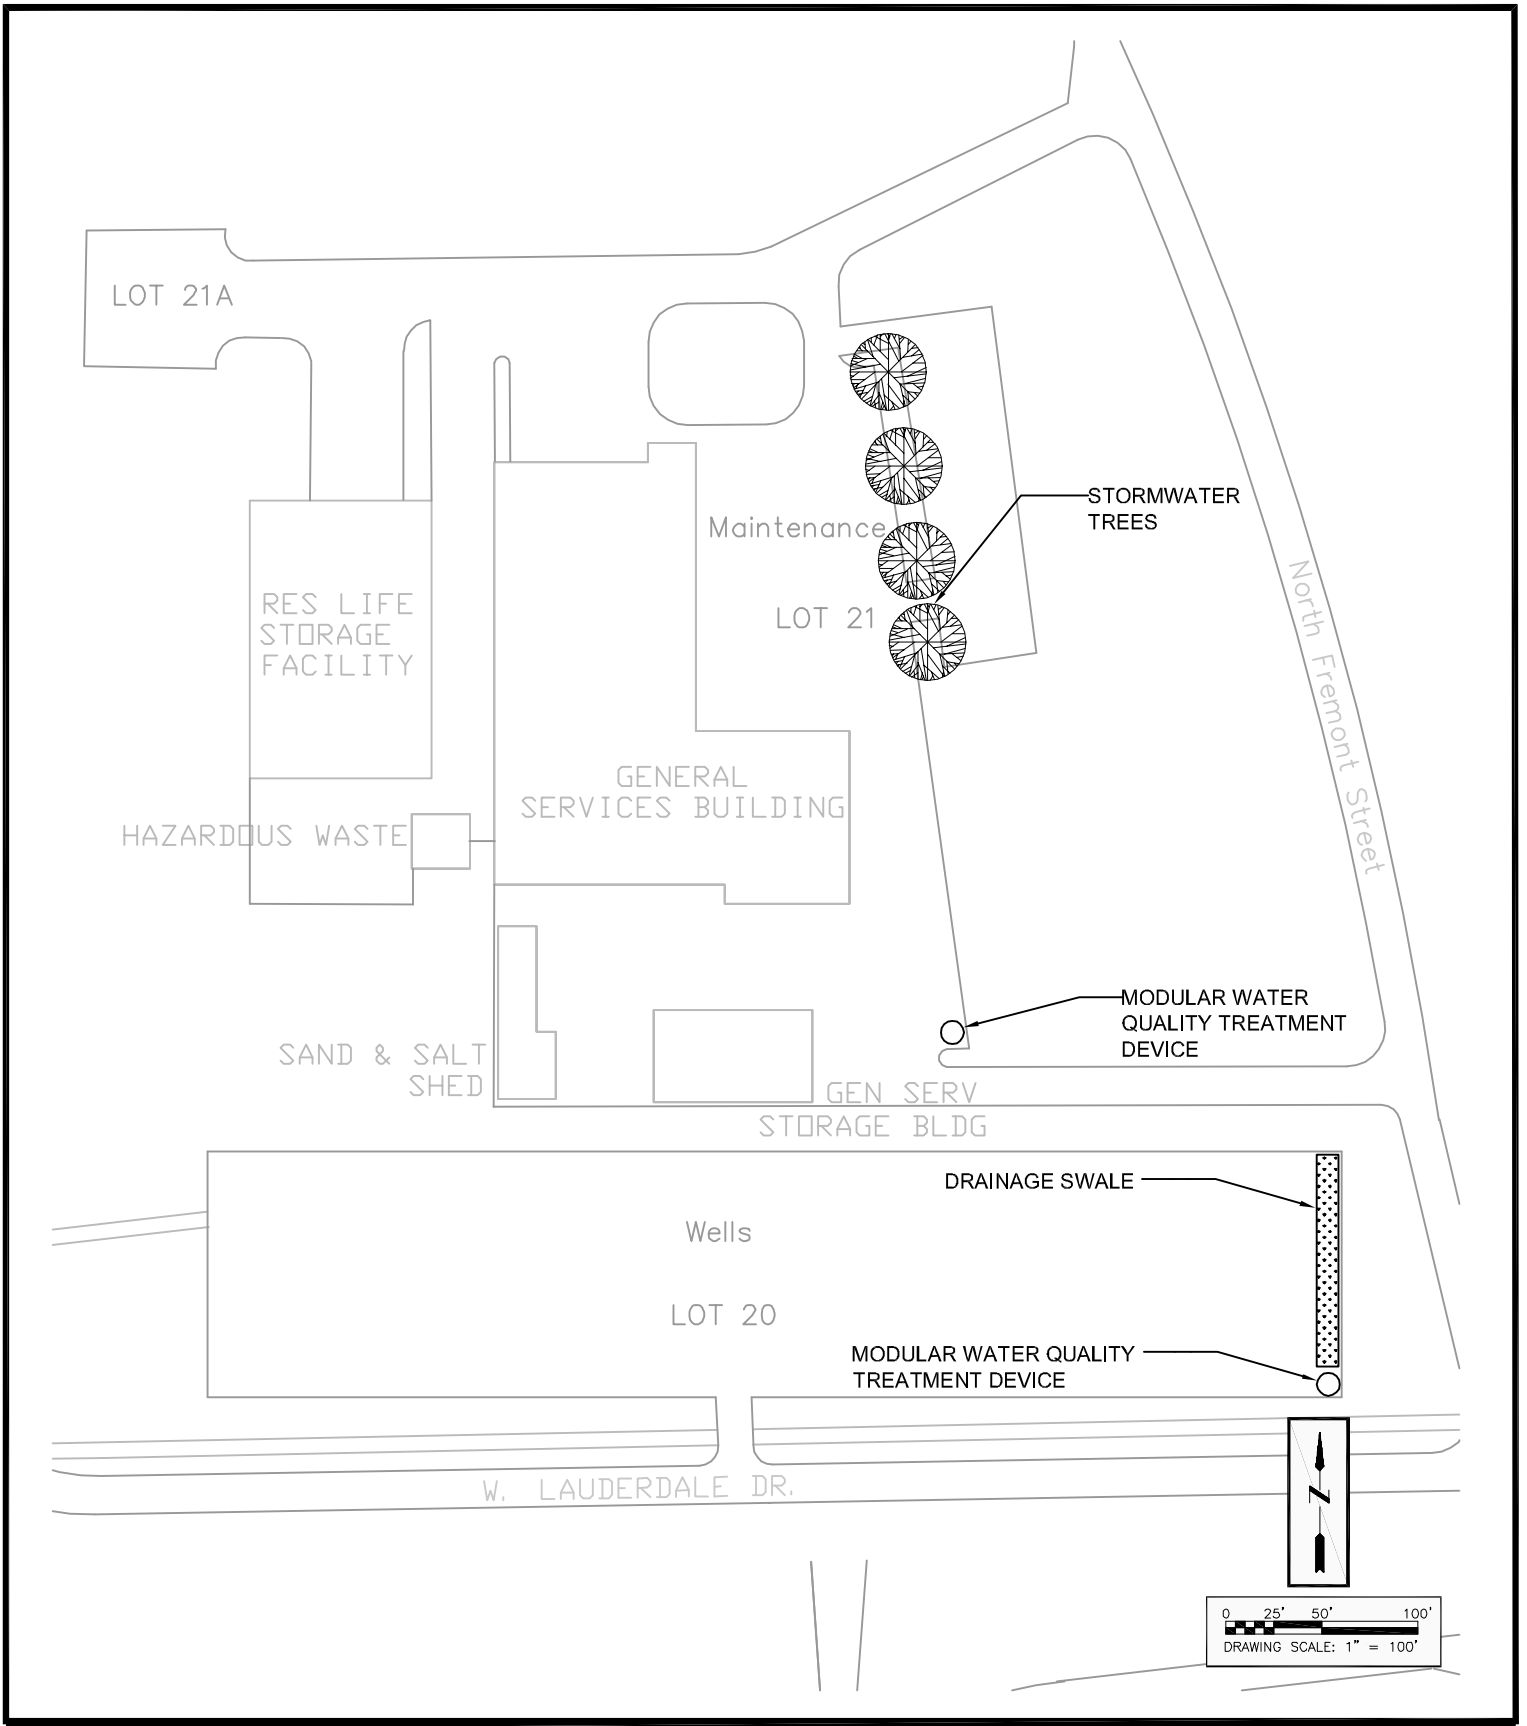 LOT 21A
STORMWATER
TREES
Maintenance
LOT 21
RES LIFE
STORAGE
FACILITY
North Fremont Street
GENERAL
SERVICES BUILDING
HAZARDOUS WASTE
MODULAR WATER
QUALITY TREATMENT
DEVICE
SAND & SALT
SHED
GEN SERV
STORAGE BLDG
DRAINAGE SWALE
Wells
LOT 20
MODULAR WATER QUALITY
TREATMENT DEVICE
W. LAUDERDALE DR.
N
0 25' 50' 100'
DRAWING SCALE: 1" = 100'